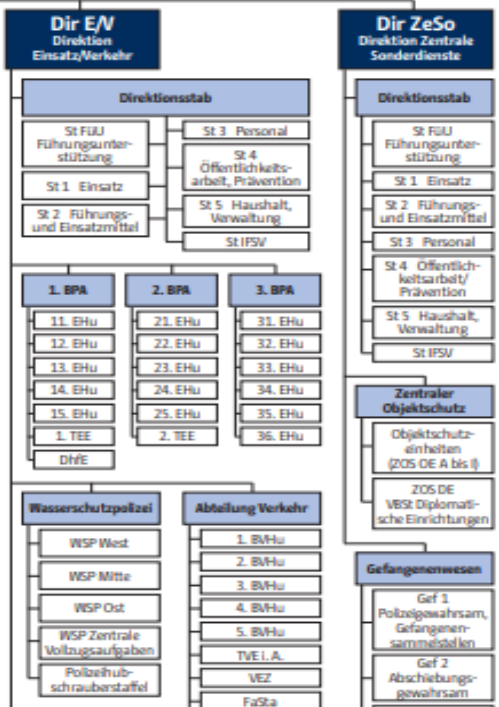 Dir E/V
Direktion
Einsatz/Verkehr
Direktionsstab
St FüU
Führungsunter-
stützung
St 1 Einsatz
St 2 Führungs-
und Einsatzmittel
St 3 Personal
St 4
Öffentlichkeits-
arbeit, Prävention
St 5 Haushalt,
Verwaltung
St IFSV
1. BPA
11. EHu
12. EHu
13. EHu
14. EHu
15. EHu
1. TEE
DhfE
2. BPA
21. EHu
22. EHu
23. EHu
24. EHu
25. EHu
2. TEE
3. BPA
31. EHu
32. EHu
33. EHu
34. EHu
35. EHu
36. EHu
Wasserschutzpolizei
WSP West
WSP Mitte
WSP Ost
WSP Zentrale
Vollzugsaufgaben
Polizeihub-
schrauberstaffel
Abteilung Verkehr
1. BVHu
2. BVHu
3. BVHu
4. BVHu
5. BVHu
TVE i. A.
VEZ
FaSta
Dir ZeSo
Direktion Zentrale
Sonderdienste
Direktionsstab
St FüU
Führungsunter-
stützung
St 1 Einsatz
St 2 Führungs-
und Einsatzmittel
St 3 Personal
St 4 Öffentlich-
keitsarbeit/
Prävention
St 5 Haushalt,
Verwaltung
St IFSV
Zentraler
Objektschutz
Objektschutz-
einheiten
(ZOS OE A bis I)
ZOS DE
VBSt Diplomati-
sche Einrichtungen
Gefangenenwesen
Gef 1
Polizeigewahrsam,
Gefangenen-
sammelstellen
Gef 2
Abschiebungs-
gewahrsam